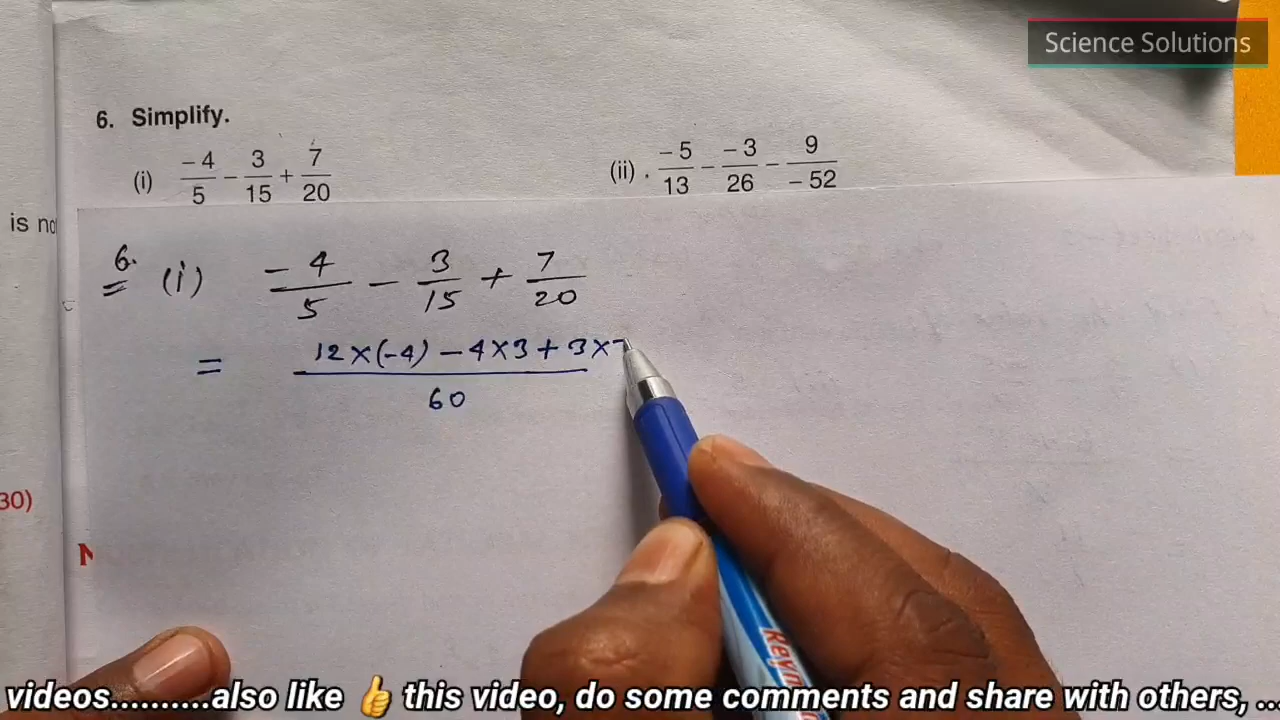 Science Solutions
6. Simplify.
(i) -4/5 - 3/15 + 7/20
(ii) . -5/13 - -3/26 - 9/-52
is no
6. (i) -4/5 - 3/15 + 7/20
= 12×(-4) - 4×3 + 3×
60
30)
N
Reyn
videos..........also like 👍 this video, do some comments and share with others, ...